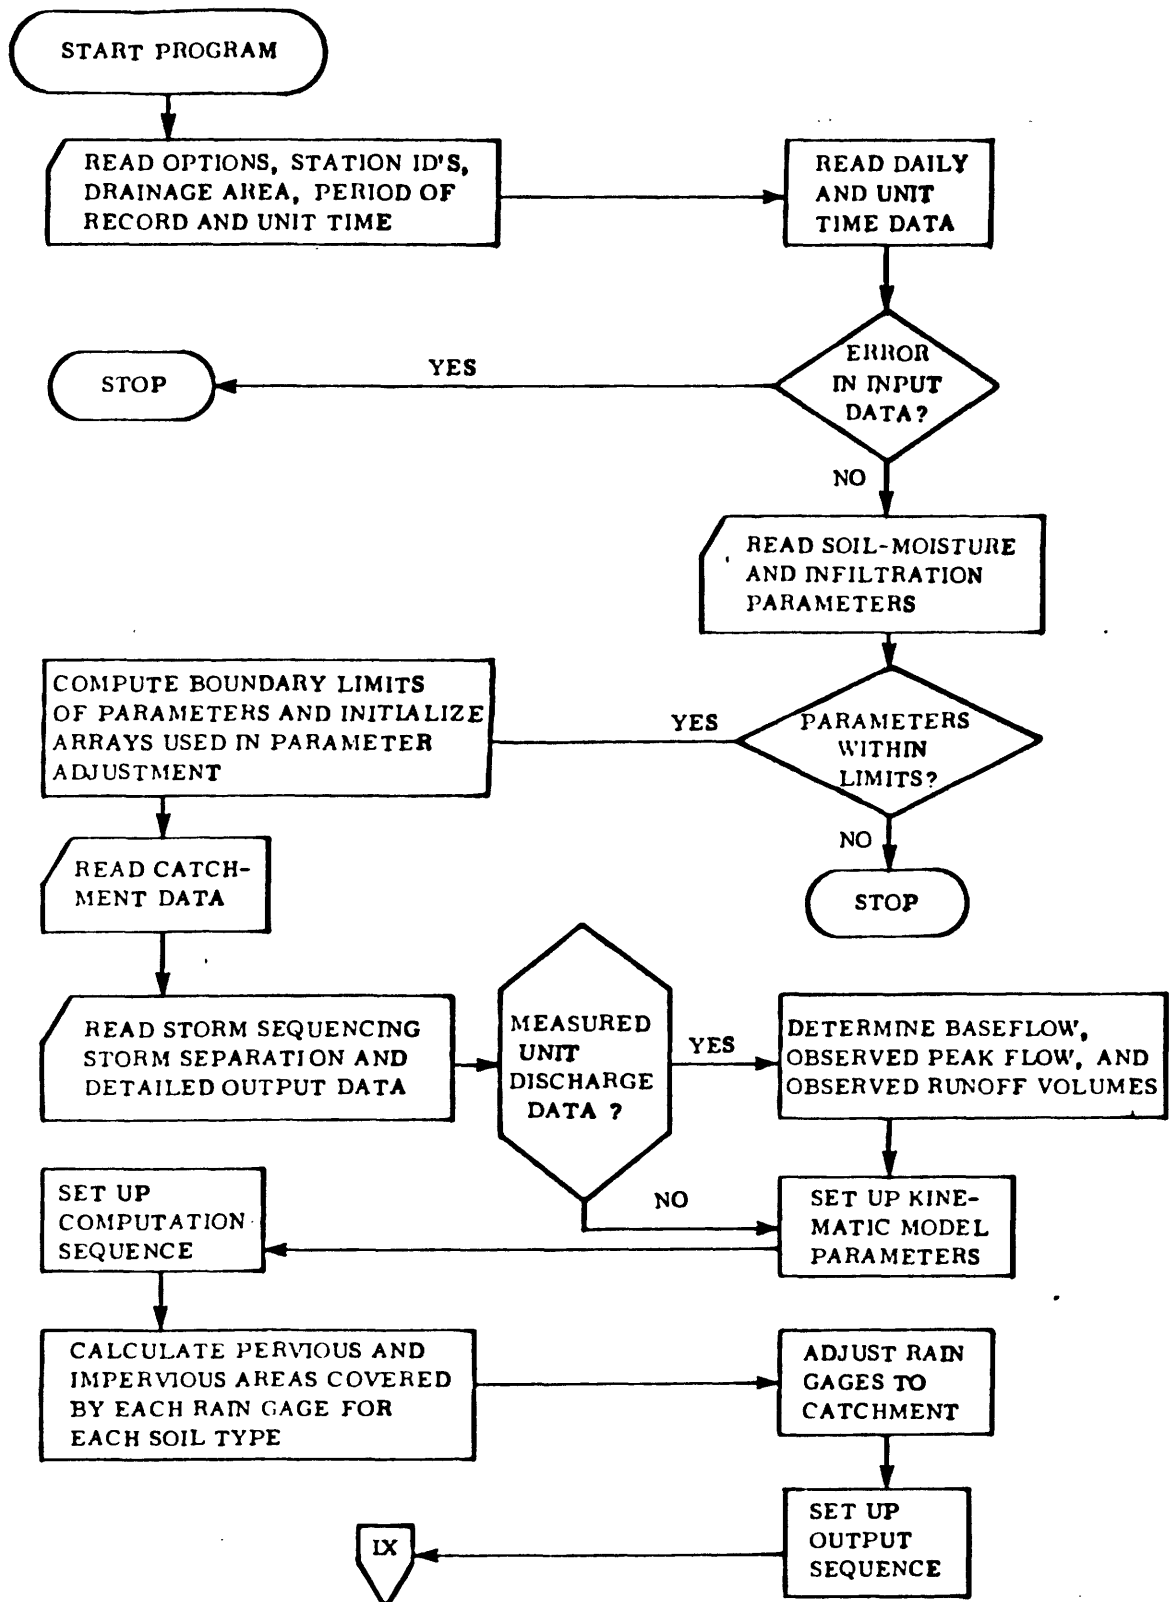 START PROGRAM
READ OPTIONS, STATION ID'S,
DRAINAGE AREA, PERIOD OF
RECORD AND UNIT TIME
READ DAILY
AND UNIT
TIME DATA
ERROR
IN INPUT
DATA?
YES
STOP
NO
READ SOIL-MOISTURE
AND INFILTRATION
PARAMETERS
PARAMETERS
WITHIN
LIMITS?
YES
NO
STOP
COMPUTE BOUNDARY LIMITS
OF PARAMETERS AND INITIALIZE
ARRAYS USED IN PARAMETER
ADJUSTMENT
READ CATCH-
MENT DATA
READ STORM SEQUENCING
STORM SEPARATION AND
DETAILED OUTPUT DATA
MEASURED
UNIT
DISCHARGE
DATA ?
YES
DETERMINE BASEFLOW,
OBSERVED PEAK FLOW, AND
OBSERVED RUNOFF VOLUMES
NO
SET UP KINE-
MATIC MODEL
PARAMETERS
SET UP
COMPUTATION
SEQUENCE
CALCULATE PERVIOUS AND
IMPERVIOUS AREAS COVERED
BY EACH RAIN GAGE FOR
EACH SOIL TYPE
ADJUST RAIN
GAGES TO
CATCHMENT
SET UP
OUTPUT
SEQUENCE
IX